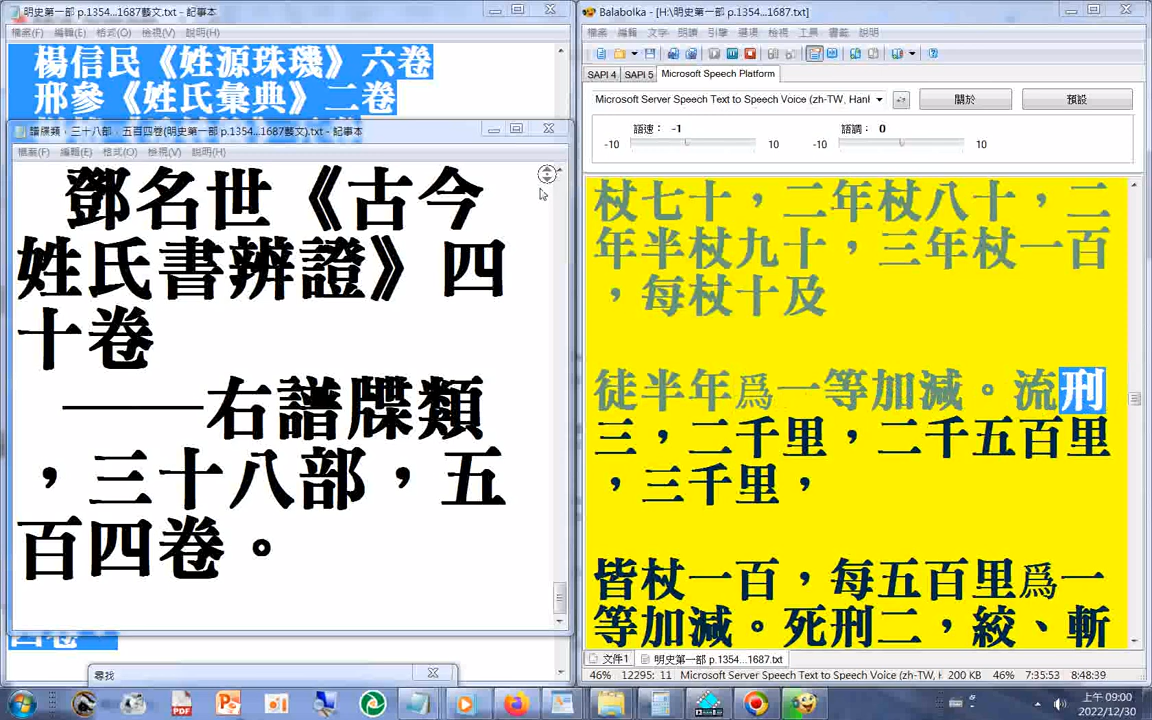 明史第一部 p.1354...1687藝文.txt - 記事本
檔案(F) 編輯(E) 格式(O) 檢視(V) 說明(H)
楊信民《姓源珠璣》六卷
邢參《姓氏彙典》二卷
譜牒類，三十八部，五百四卷(明史第一部 p.1354...1687藝文).txt - 記事本
檔案(F) 編輯(E) 格式(O) 檢視(V) 說明(H)
鄧名世《古今
姓氏書辨證》四
十卷
——右譜牒類
，三十八部，五
百四卷。
尋找
Balabolka - [H:\明史第一部 p.1354...1687.txt]
檔案 編輯 文字 閱讀 引擎 選項 檢視 工具 書籤 說明
SAPI 4 SAPI 5 Microsoft Speech Platform
Microsoft Server Speech Text to Speech Voice (zh-TW, HanH 關於 預設
語速： -1 語調： 0
-10 10 -10 10
杖七十，二年杖八十，二
年半杖九十，三年杖一百
，每杖十及
徒半年爲一等加減。流刑
三，二千里，二千五百里
，三千里，
皆杖一百，每五百里爲一
等加減。死刑二，絞、斬
文件1 明史第一部 p.1354...1687.txt
46% 12295: 11 Microsoft Server Speech Text to Speech Voice (zh-TW, H 200 KB 46% 7:35:53 8:48:39
上午 09:00
2022/12/30